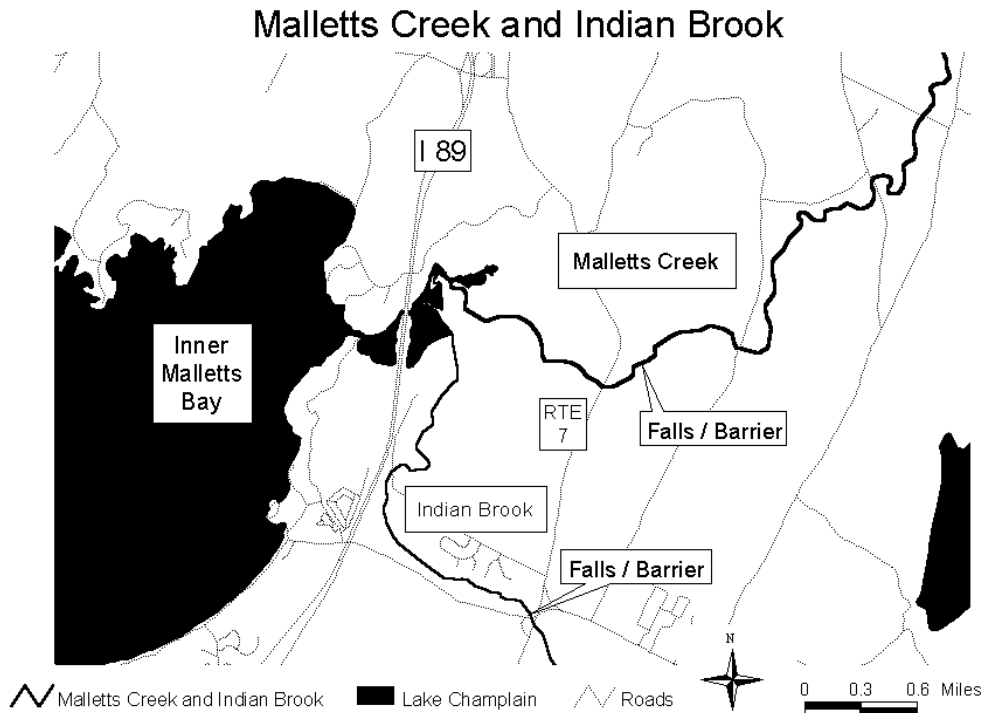 Malletts Creek and Indian Brook
I 89
Malletts Creek
Inner
Malletts
Bay
RTE
7
Falls / Barrier
Indian Brook
Falls / Barrier
N
Malletts Creek and Indian Brook
Lake Champlain
Roads
0 0.3 0.6 Miles